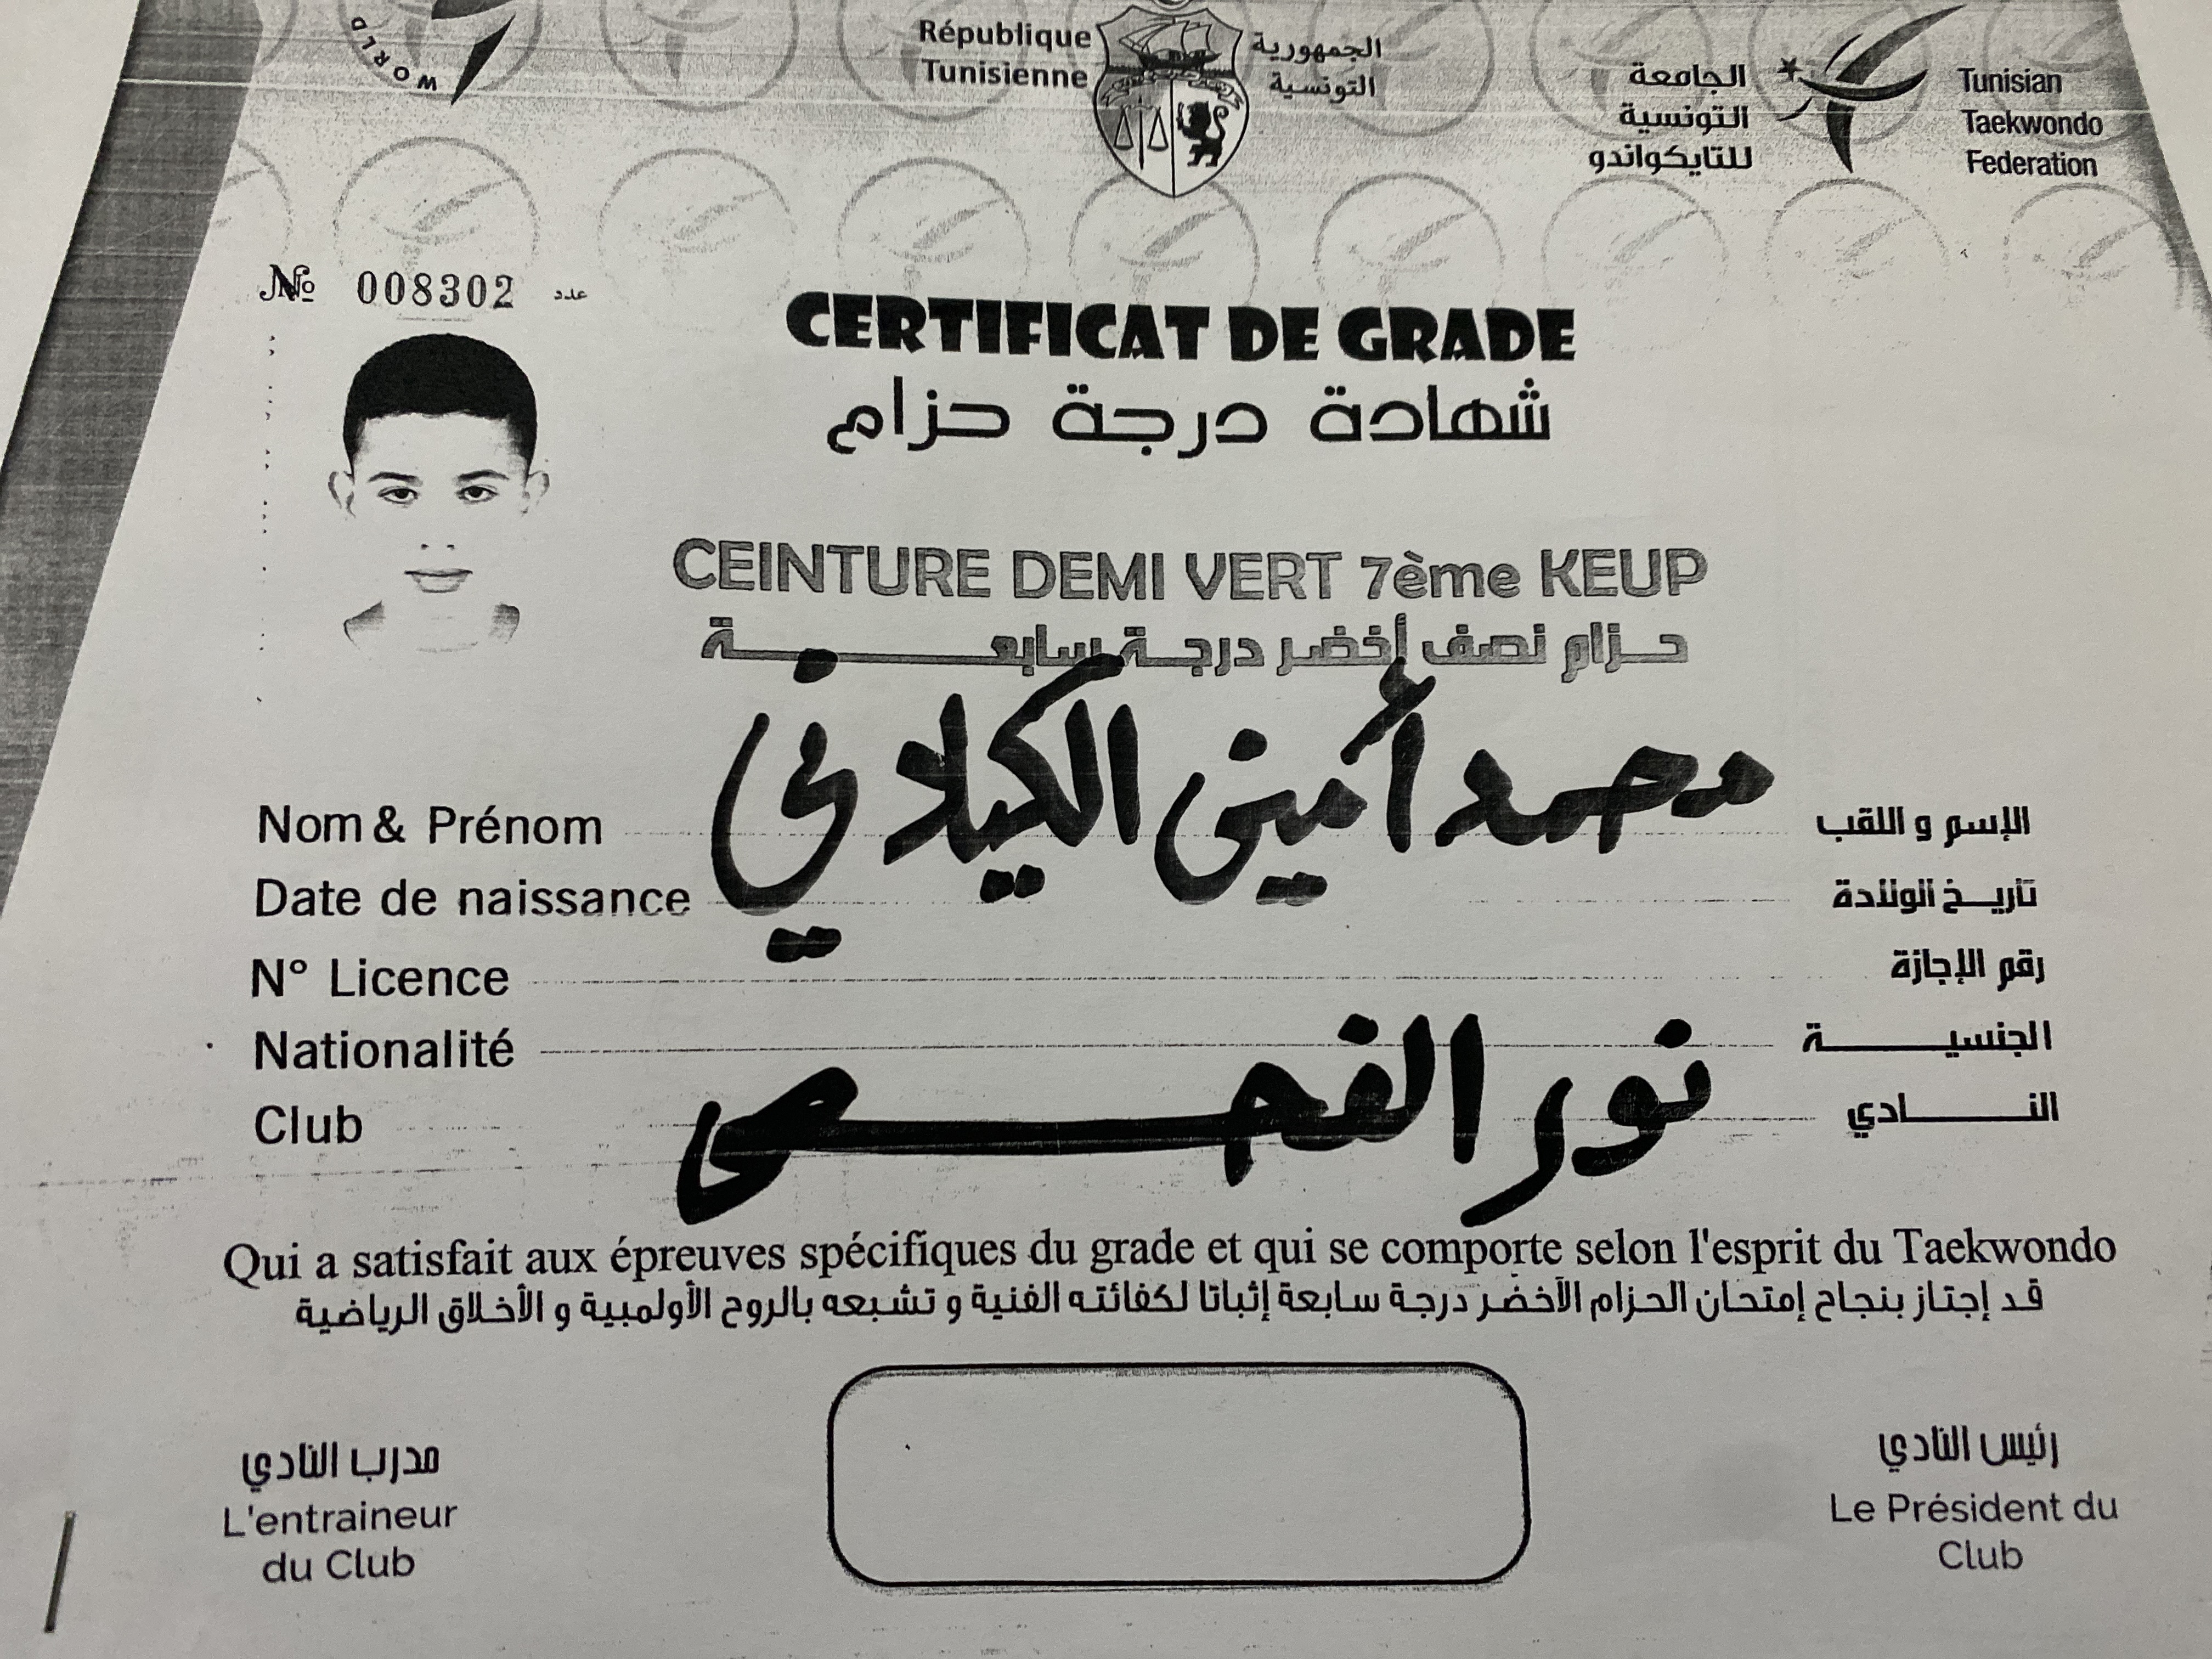 WORLD
République
Tunisienne
الجمهورية
التونسية
الجامعة
التونسية
للتايكواندو
Tunisian
Taekwondo
Federation
№ 008302 عدد
CERTIFICAT DE GRADE
شهادة درجة حزام
CEINTURE DEMI VERT 7ème KEUP
حزام نصف أخضر درجة سابعة
Nom & Prénom محمد أمين الكيلاني الإسم و اللقب
Date de naissance تاريخ الولادة
N° Licence رقم الإجازة
Nationalité الجنسية
Club نور الفحص النادي
Qui a satisfait aux épreuves spécifiques du grade et qui se comporte selon l'esprit du Taekwondo
قد إجتاز بنجاح إمتحان الحزام الأخضر درجة سابعة إثباتا لكفائته الفنية و تشبعه بالروح الأولمبية و الأخلاق الرياضية
مدرب النادي
L'entraineur
du Club
رئيس النادي
Le Président du
Club